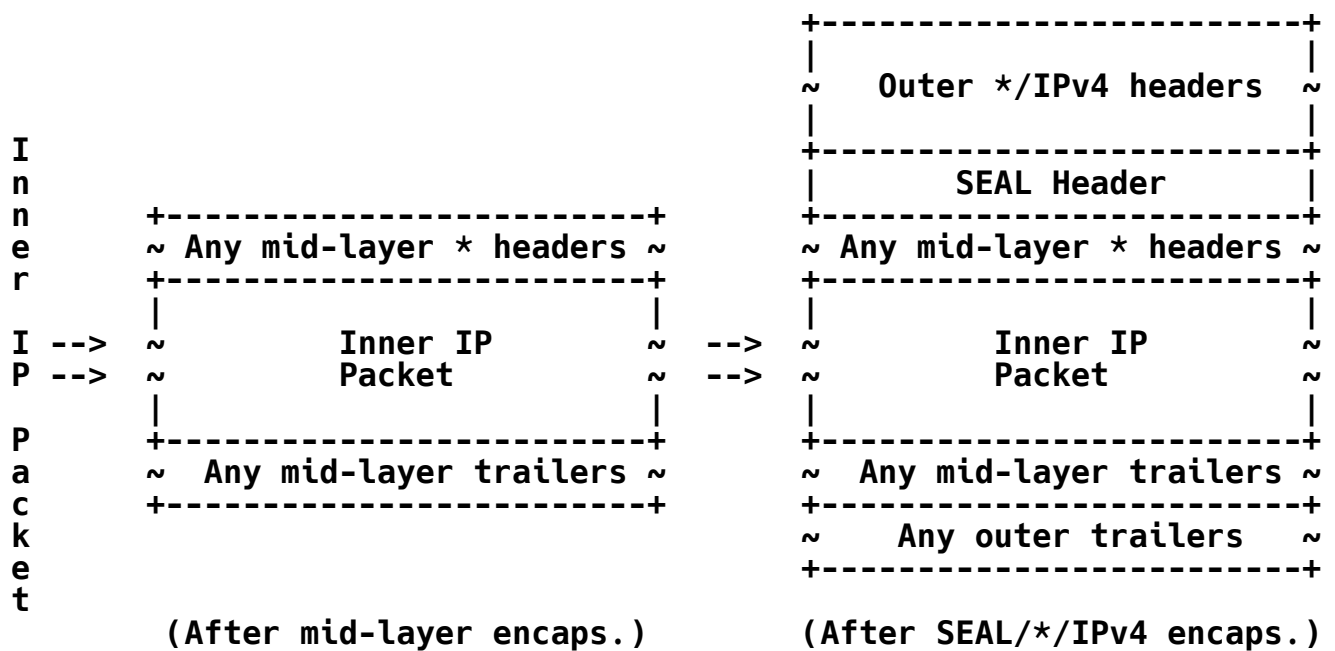 +-------------------------+
                                         |                         |
                                         ~   Outer */IPv4 headers  ~
                                         |                         |
I                                        +-------------------------+
n                                        |       SEAL Header       |
n      +-------------------------+       +-------------------------+
e      ~ Any mid-layer * headers ~       ~ Any mid-layer * headers ~
r      +-------------------------+       +-------------------------+
       |                         |       |                         |
I -->  ~         Inner IP        ~  -->  ~         Inner IP        ~
P -->  ~         Packet          ~  -->  ~         Packet          ~
       |                         |       |                         |
P      +-------------------------+       +-------------------------+
a      ~  Any mid-layer trailers ~       ~  Any mid-layer trailers ~
c      +-------------------------+       +-------------------------+
k                                        ~    Any outer trailers   ~
e                                        +-------------------------+
t
        (After mid-layer encaps.)        (After SEAL/*/IPv4 encaps.)